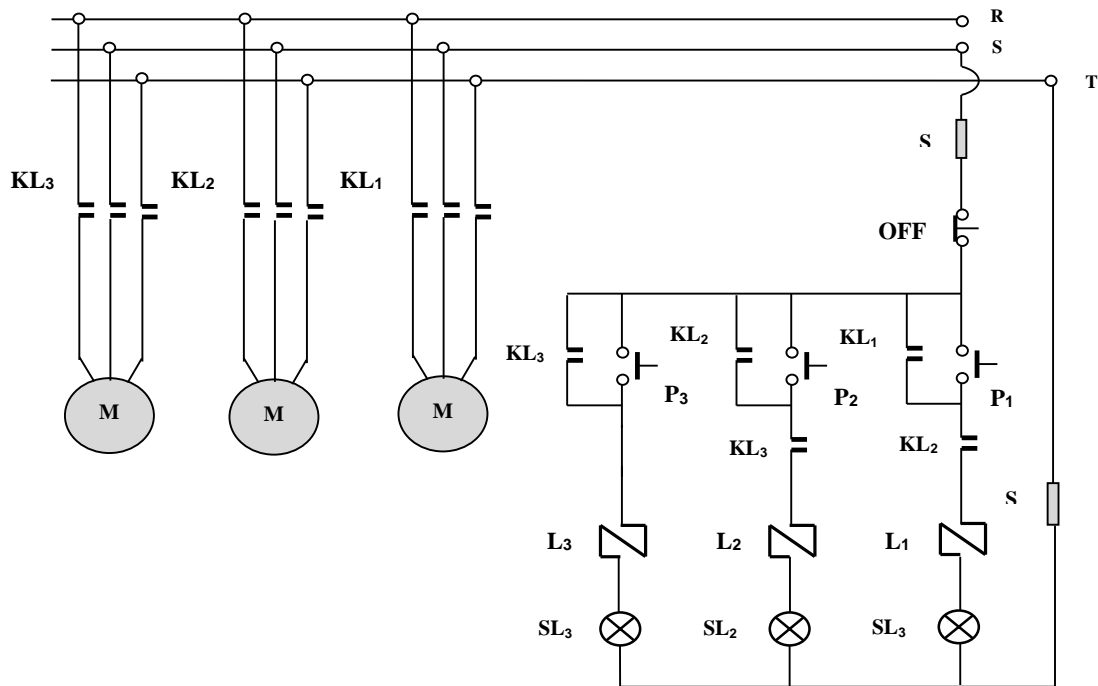 R
S
T
S
KL₃
KL₂
KL₁
OFF
KL₃
KL₂
KL₁
P₃
P₂
P₁
M
M
M
KL₃
KL₂
S
L₃
L₂
L₁
SL₃
SL₂
SL₃